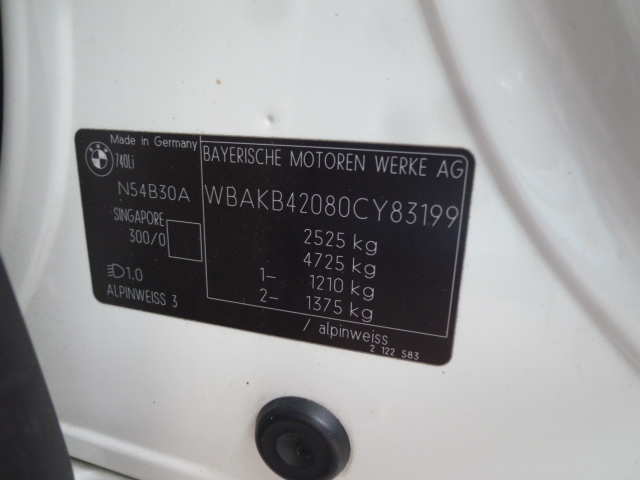 Made in Germany
740Li
N54B30A
SINGAPORE
300/0
1.0
ALPINWEISS 3
BAYERISCHE MOTOREN WERKE AG
WBAKB42080CY83199
2525 kg
4725 kg
1- 1210 kg
2- 1375 kg
/ alpinweiss
2 122 583